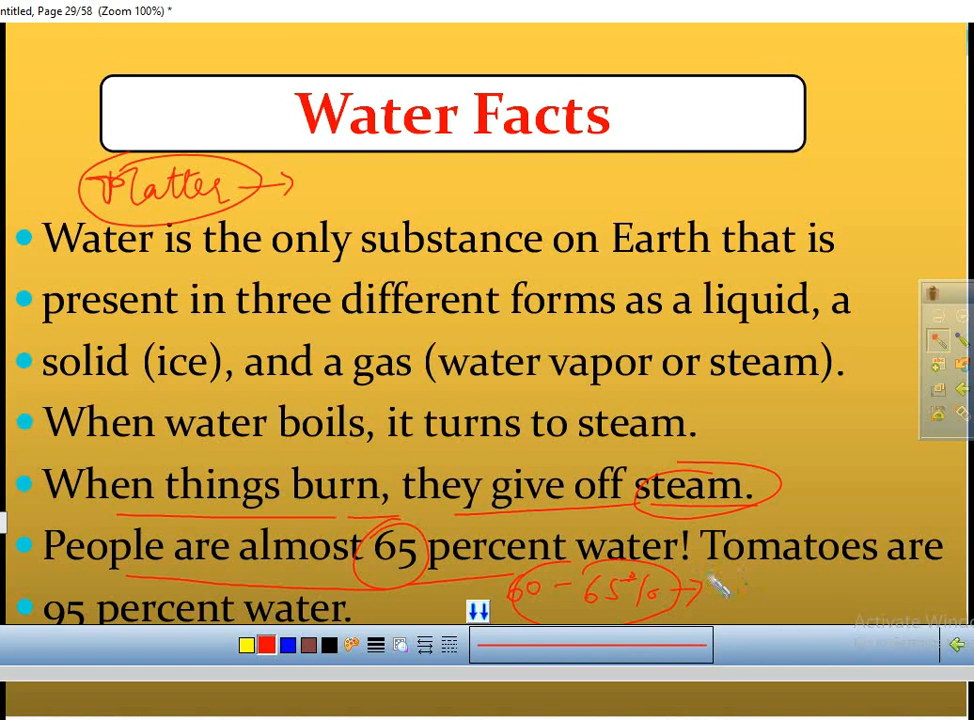 ntitled, Page 29/58 (Zoom 100%) *
Water Facts
Matter
Water is the only substance on Earth that is
present in three different forms as a liquid, a
solid (ice), and a gas (water vapor or steam).
When water boils, it turns to steam.
When things burn, they give off steam.
People are almost 65 percent water! Tomatoes are
60 - 65%
95 percent water.
Activate Wind